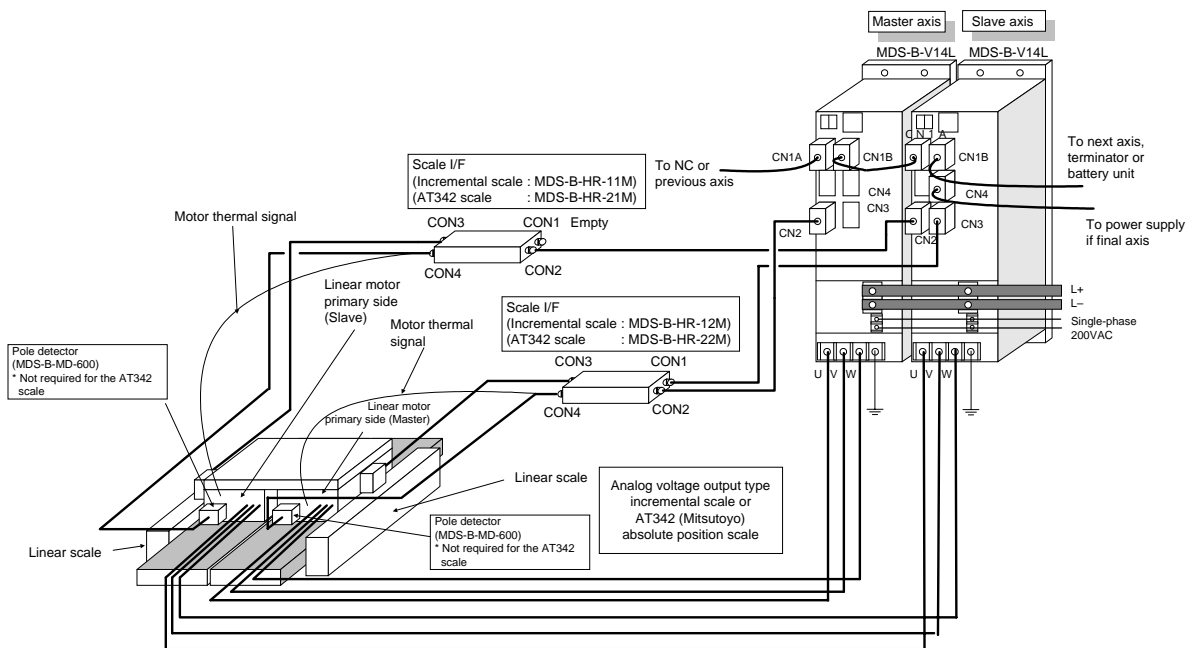 Master axis
Slave axis
MDS-B-V14L
MDS-B-V14L
CN1A
CN1A
CN1B
CN1B
CN4
CN4
CN3
CN3
CN2
CN2
To next axis,
terminator or
battery unit
To NC or
previous axis
To power supply
if final axis
Scale I/F
(Incremental scale : MDS-B-HR-11M)
(AT342 scale : MDS-B-HR-21M)
Motor thermal signal
CON3
CON1 Empty
CON4
CON2
Linear motor
primary side
(Slave)
Motor thermal
signal
Scale I/F
(Incremental scale : MDS-B-HR-12M)
(AT342 scale : MDS-B-HR-22M)
CON3
CON1
CON4
CON2
L+
L–
Single-phase
200VAC
U V W
U V W
Pole detector
(MDS-B-MD-600)
* Not required for the AT342
scale
Linear motor
primary side (Master)
Linear scale
Analog voltage output type
incremental scale or
AT342 (Mitsutoyo)
absolute position scale
Pole detector
(MDS-B-MD-600)
* Not required for the AT342
scale
Linear scale